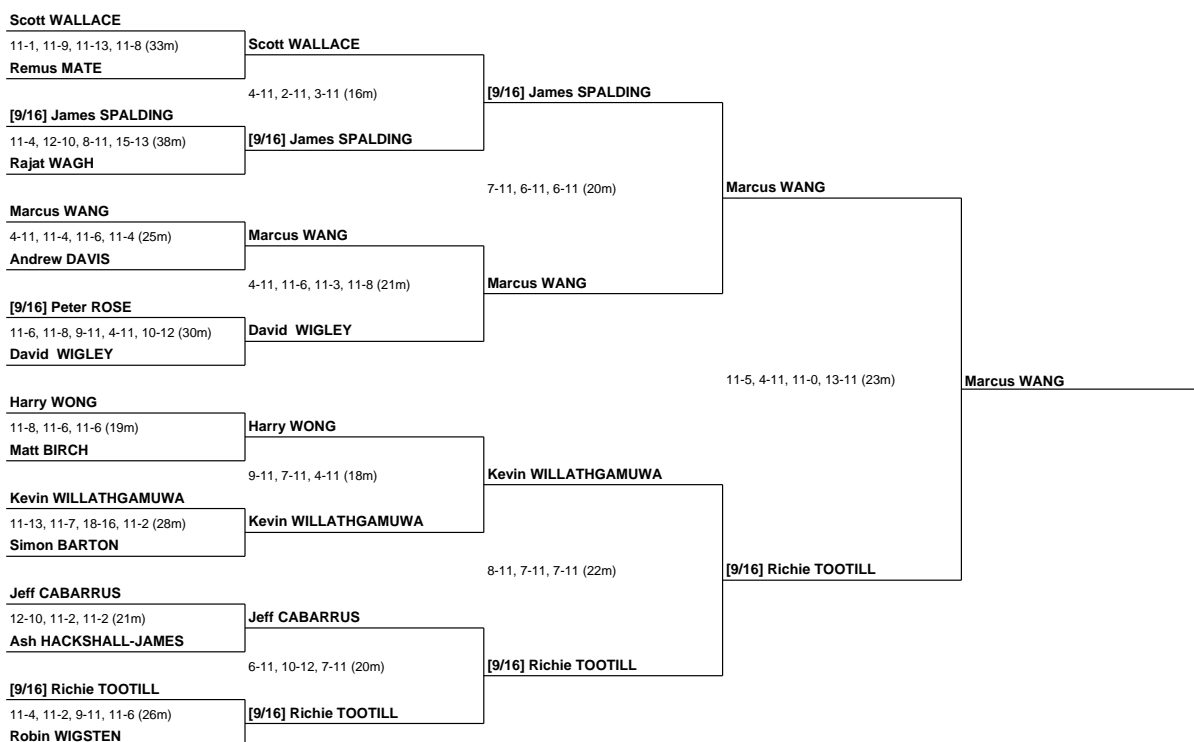 Scott WALLACE
11-1, 11-9, 11-13, 11-8 (33m)
Remus MATE
Scott WALLACE
4-11, 2-11, 3-11 (16m)
[9/16] James SPALDING
11-4, 12-10, 8-11, 15-13 (38m)
Rajat WAGH
[9/16] James SPALDING
[9/16] James SPALDING
7-11, 6-11, 6-11 (20m)
Marcus WANG
4-11, 11-4, 11-6, 11-4 (25m)
Andrew DAVIS
Marcus WANG
4-11, 11-6, 11-3, 11-8 (21m)
[9/16] Peter ROSE
11-6, 11-8, 9-11, 4-11, 10-12 (30m)
David  WIGLEY
David  WIGLEY
Marcus WANG
Marcus WANG
11-5, 4-11, 11-0, 13-11 (23m)
Marcus WANG
Harry WONG
11-8, 11-6, 11-6 (19m)
Matt BIRCH
Harry WONG
9-11, 7-11, 4-11 (18m)
Kevin WILLATHGAMUWA
11-13, 11-7, 18-16, 11-2 (28m)
Simon BARTON
Kevin WILLATHGAMUWA
Kevin WILLATHGAMUWA
8-11, 7-11, 7-11 (22m)
[9/16] Richie TOOTILL
Jeff CABARRUS
12-10, 11-2, 11-2 (21m)
Ash HACKSHALL-JAMES
Jeff CABARRUS
6-11, 10-12, 7-11 (20m)
[9/16] Richie TOOTILL
[9/16] Richie TOOTILL
11-4, 11-2, 9-11, 11-6 (26m)
Robin WIGSTEN
[9/16] Richie TOOTILL